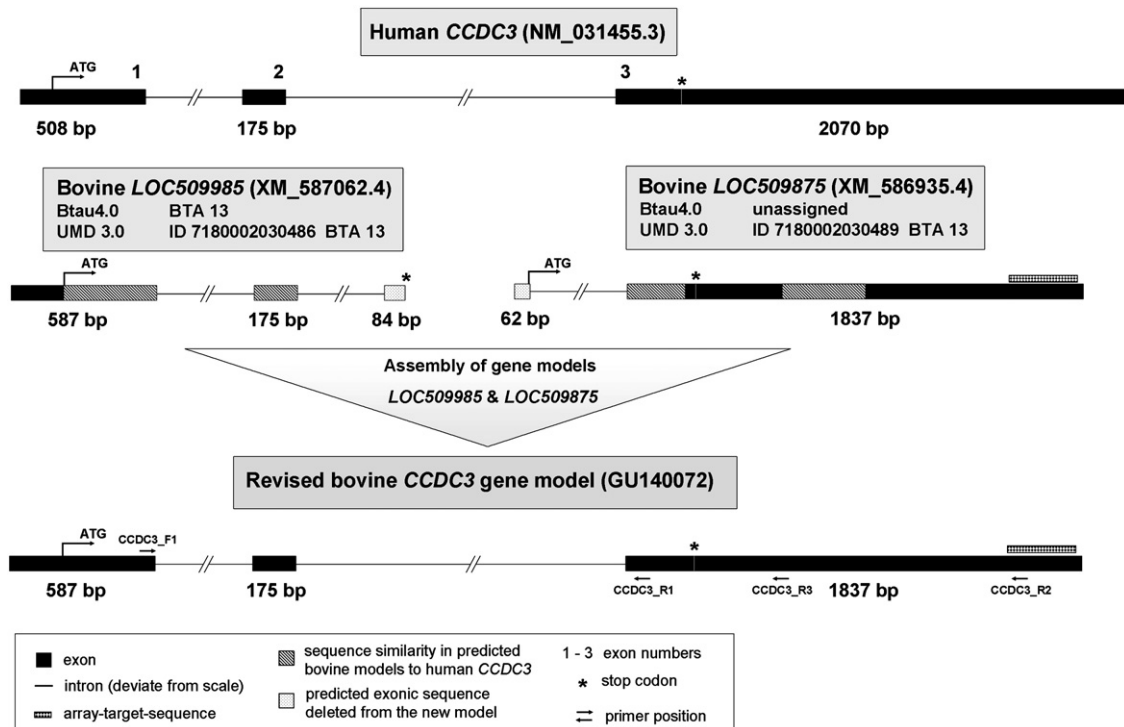 Human CCDC3 (NM_031455.3)
ATG
1
2
3
*
508 bp
175 bp
2070 bp
Bovine LOC509985 (XM_587062.4)
Btau4.0 BTA 13
UMD 3.0 ID 7180002030486 BTA 13
Bovine LOC509875 (XM_586935.4)
Btau4.0 unassigned
UMD 3.0 ID 7180002030489 BTA 13
ATG
*
ATG
*
587 bp
175 bp
84 bp
62 bp
1837 bp
Assembly of gene models
LOC509985 & LOC509875
Revised bovine CCDC3 gene model (GU140072)
ATG
CCDC3_F1
*
587 bp
175 bp
CCDC3_R1
CCDC3_R3
1837 bp
CCDC3_R2
exon
intron (deviate from scale)
array-target-sequence
sequence similarity in predicted
bovine models to human CCDC3
predicted exonic sequence
deleted from the new model
1 - 3 exon numbers
* stop codon
primer position